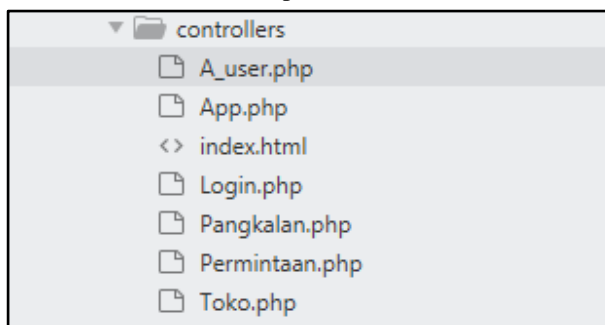 controllers
A_user.php
App.php
index.html
Login.php
Pangkalan.php
Permintaan.php
Toko.php